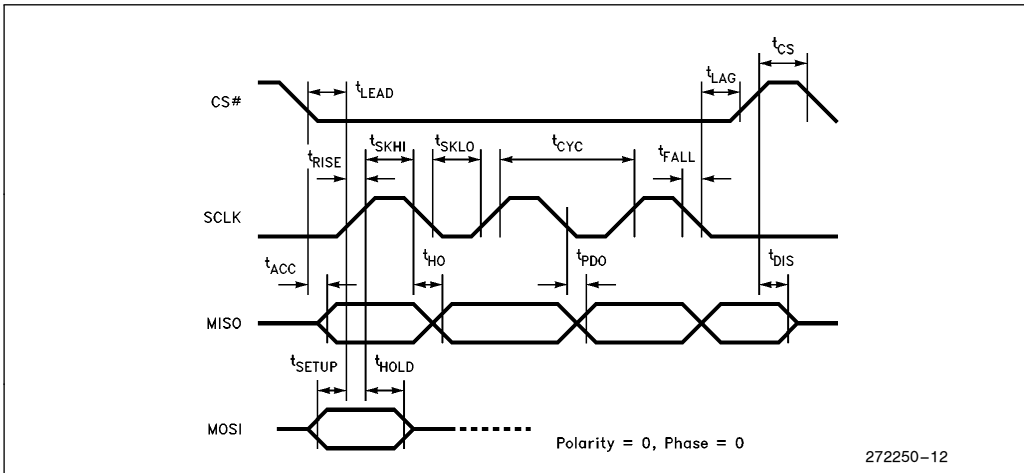 tCS
tLAG
tLEAD
CS#
tSKHI
tSKLO
tCYC
tFALL
tRISE
SCLK
tACC
tHO
tPDO
tDIS
MISO
tSETUP
tHOLD
MOSI
Polarity = 0, Phase = 0
272250–12